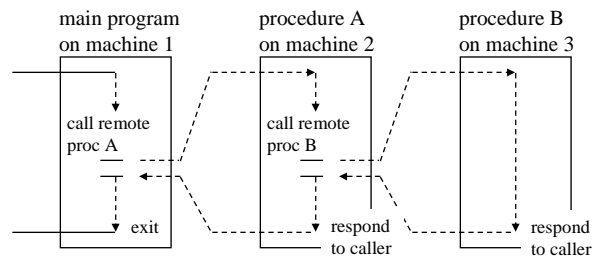 main program
on machine 1
procedure A
on machine 2
procedure B
on machine 3
call remote
proc A
exit
call remote
proc B
respond
to caller
respond
to caller